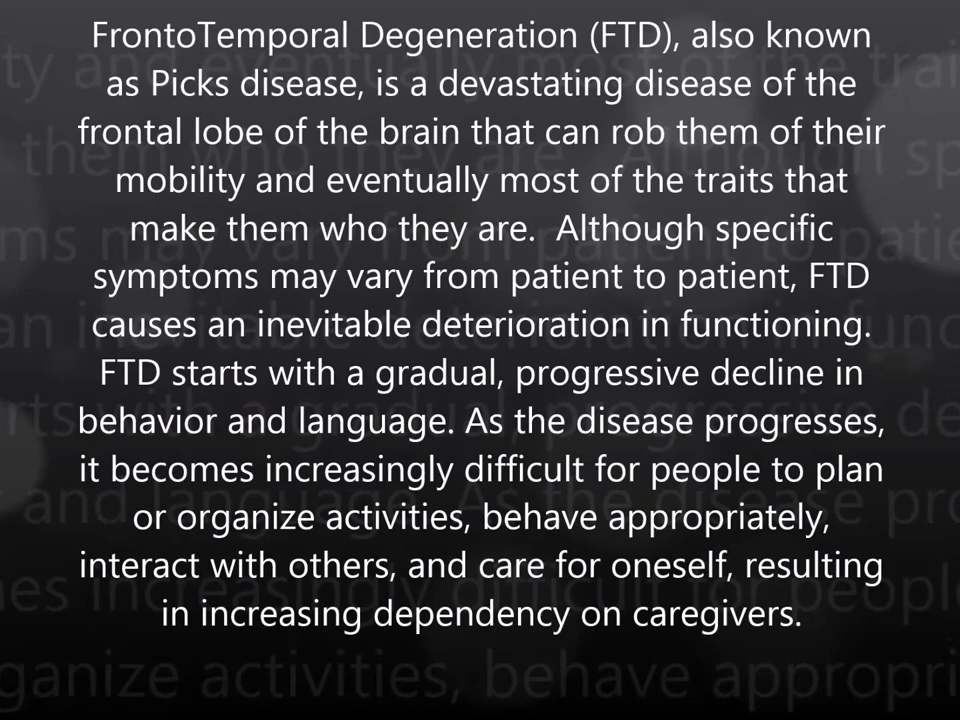 FrontoTemporal Degeneration (FTD), also known
as Picks disease, is a devastating disease of the
frontal lobe of the brain that can rob them of their
mobility and eventually most of the traits that
make them who they are.  Although specific
symptoms may vary from patient to patient, FTD
causes an inevitable deterioration in functioning.
FTD starts with a gradual, progressive decline in
behavior and language. As the disease progresses,
it becomes increasingly difficult for people to plan
or organize activities, behave appropriately,
interact with others, and care for oneself, resulting
in increasing dependency on caregivers.